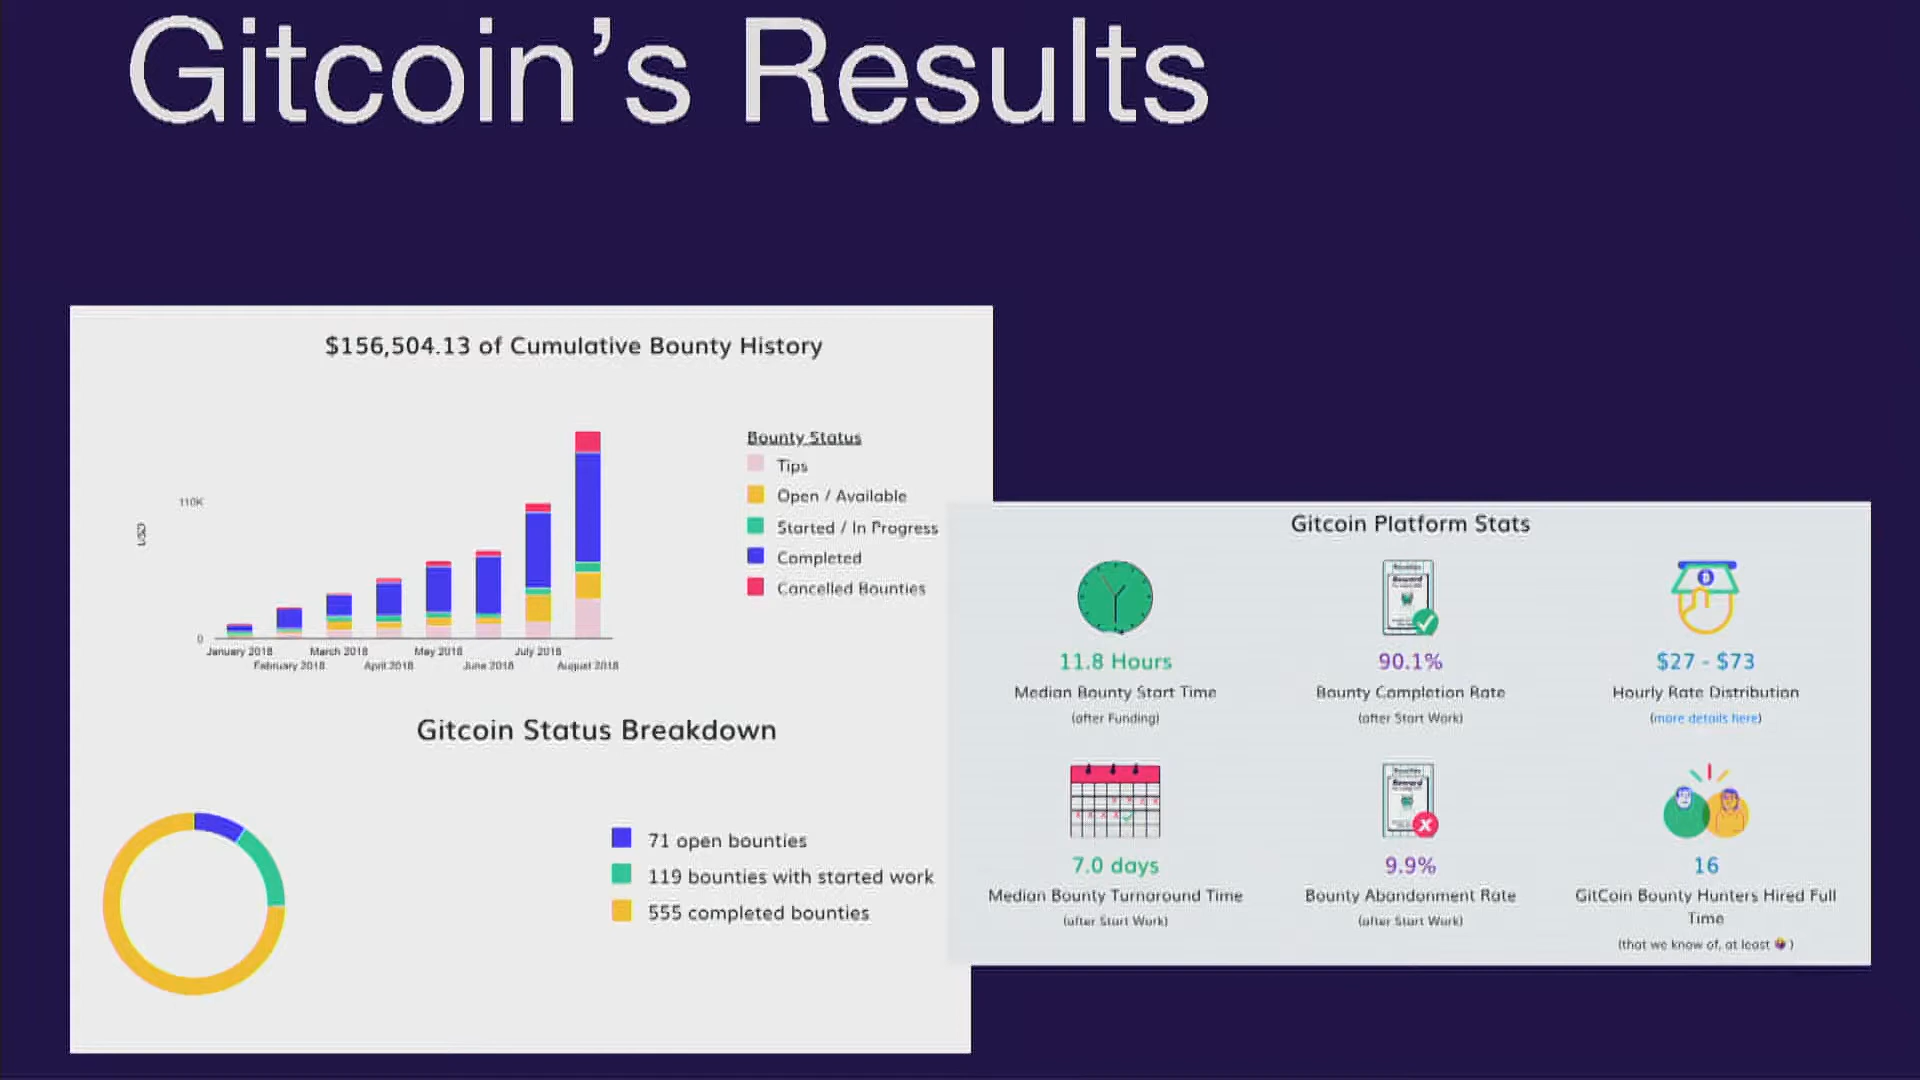 Gitcoin’s Results
$156,504.13 of Cumulative Bounty History
110K
USD
0
January 2018
February 2018
March 2018
April 2018
May 2018
June 2018
July 2018
August 2018
Bounty Status
Tips
Open / Available
Started / In Progress
Completed
Cancelled Bounties
Gitcoin Status Breakdown
71 open bounties
119 bounties with started work
555 completed bounties
Gitcoin Platform Stats
11.8 Hours
Median Bounty Start Time
(after Funding)
Reward
90.1%
Bounty Completion Rate
(after Start Work)
$27 - $73
Hourly Rate Distribution
(more details here)
7.0 days
Median Bounty Turnaround Time
(after Start Work)
Reward
9.9%
Bounty Abandonment Rate
(after Start Work)
16
GitCoin Bounty Hunters Hired Full
Time
(that we know of, at least )